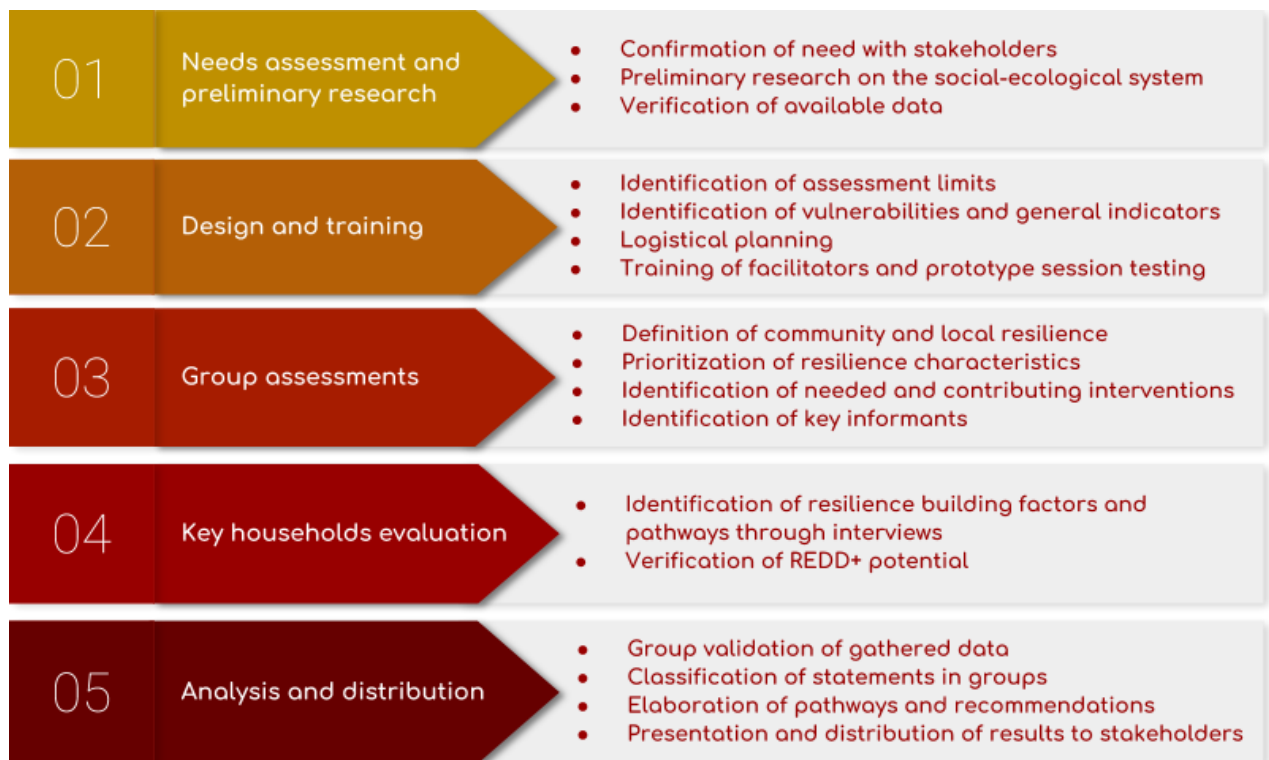 01
Needs assessment and
preliminary research
● Confirmation of need with stakeholders
● Preliminary research on the social-ecological system
● Verification of available data
02
Design and training
● Identification of assessment limits
● Identification of vulnerabilities and general indicators
● Logistical planning
● Training of facilitators and prototype session testing
03
Group assessments
● Definition of community and local resilience
● Prioritization of resilience characteristics
● Identification of needed and contributing interventions
● Identification of key informants
04
Key households evaluation
● Identification of resilience building factors and
pathways through interviews
● Verification of REDD+ potential
05
Analysis and distribution
● Group validation of gathered data
● Classification of statements in groups
● Elaboration of pathways and recommendations
● Presentation and distribution of results to stakeholders